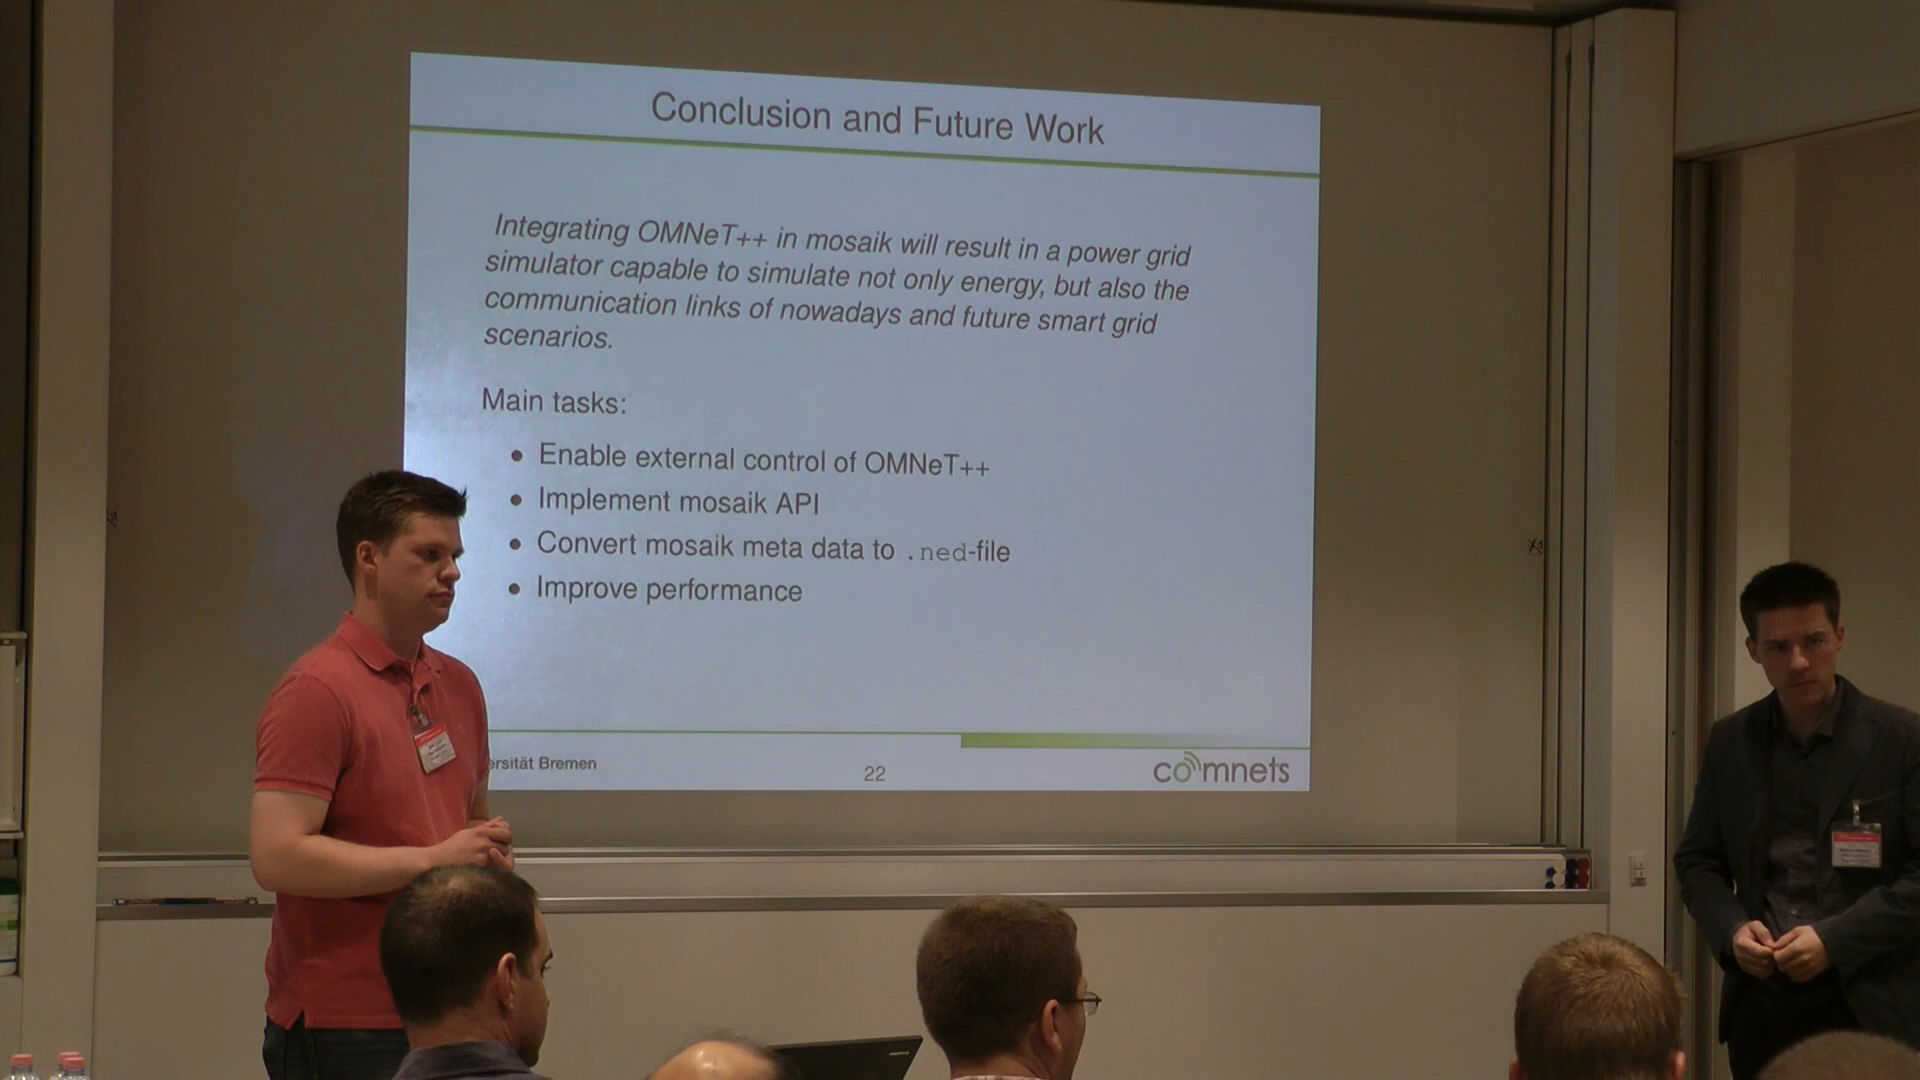 Conclusion and Future Work
Integrating OMNeT++ in mosaik will result in a power grid
simulator capable to simulate not only energy, but also the
communication links of nowadays and future smart grid
scenarios.
Main tasks:
• Enable external control of OMNeT++
• Implement mosaik API
• Convert mosaik meta data to .ned-file
• Improve performance
ersität Bremen
22
comnets